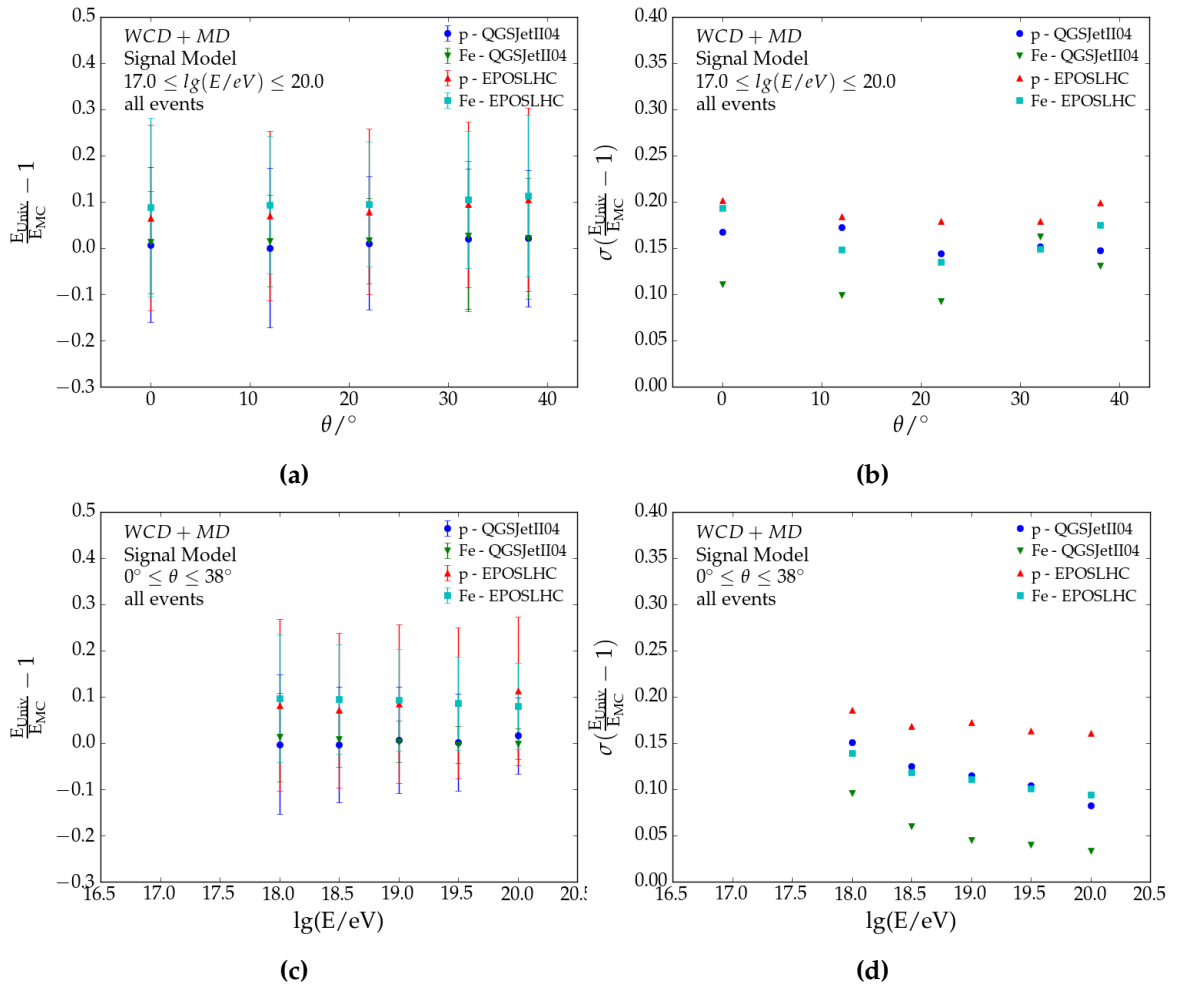 0.5
0.4
0.3
0.2
0.1
0.0
−0.1
−0.2
−0.3
E_Univ/E_MC − 1
WCD + MD
Signal Model
17.0 ≤ lg(E/eV) ≤ 20.0
all events
p - QGSJetII04
Fe - QGSJetII04
p - EPOSLHC
Fe - EPOSLHC
0 10 20 30 40
θ/°
(a)
0.40
0.35
0.30
0.25
0.20
0.15
0.10
0.05
0.00
σ(E_Univ/E_MC − 1)
WCD + MD
Signal Model
17.0 ≤ lg(E/eV) ≤ 20.0
all events
p - QGSJetII04
Fe - QGSJetII04
p - EPOSLHC
Fe - EPOSLHC
0 10 20 30 40
θ/°
(b)
0.5
0.4
0.3
0.2
0.1
0.0
−0.1
−0.2
−0.3
E_Univ/E_MC − 1
WCD + MD
Signal Model
0° ≤ θ ≤ 38°
all events
p - QGSJetII04
Fe - QGSJetII04
p - EPOSLHC
Fe - EPOSLHC
16.5 17.0 17.5 18.0 18.5 19.0 19.5 20.0 20.5
lg(E/eV)
(c)
0.40
0.35
0.30
0.25
0.20
0.15
0.10
0.05
0.00
σ(E_Univ/E_MC − 1)
WCD + MD
Signal Model
0° ≤ θ ≤ 38°
all events
p - QGSJetII04
Fe - QGSJetII04
p - EPOSLHC
Fe - EPOSLHC
16.5 17.0 17.5 18.0 18.5 19.0 19.5 20.0 20.5
lg(E/eV)
(d)